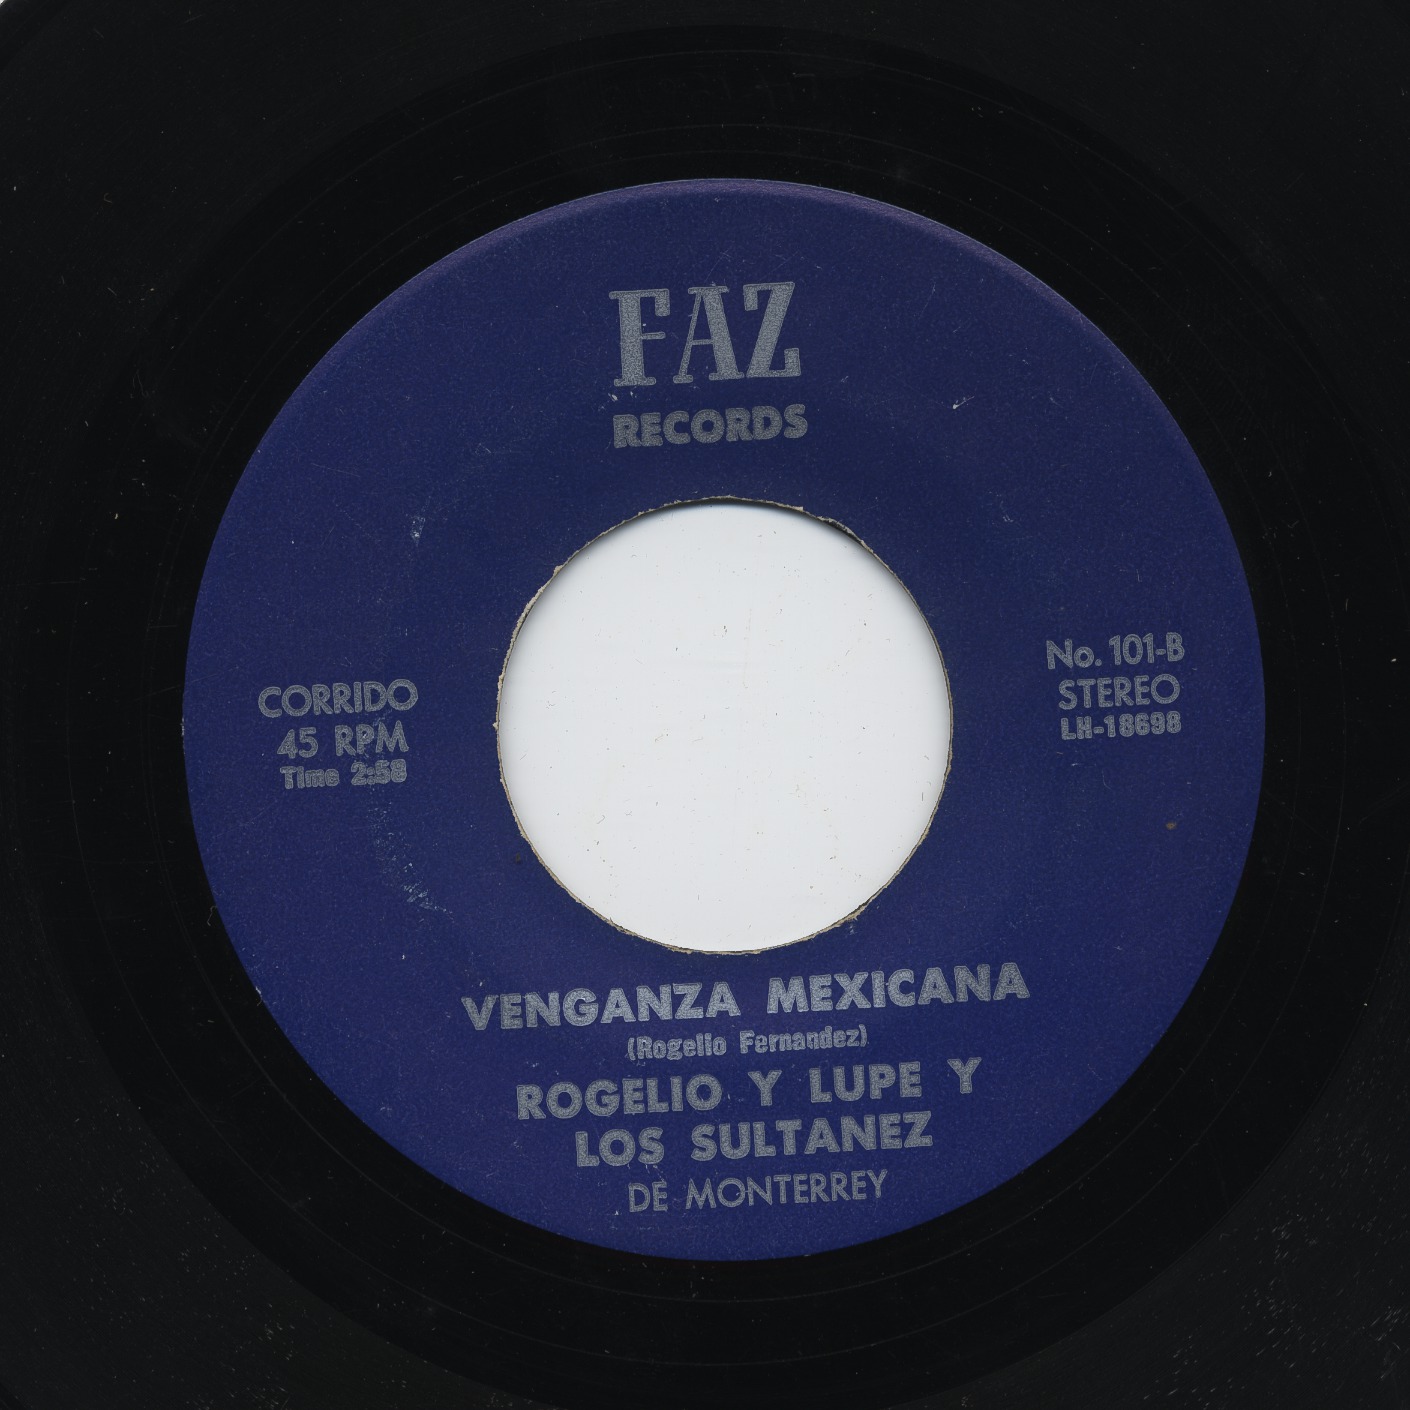 FAZ
RECORDS
CORRIDO
45 RPM
Time 2:58
No. 101-B
STEREO
LH-18698
VENGANZA MEXICANA
(Rogelio Fernandez)
ROGELIO Y LUPE Y
LOS SULTANEZ
DE MONTERREY